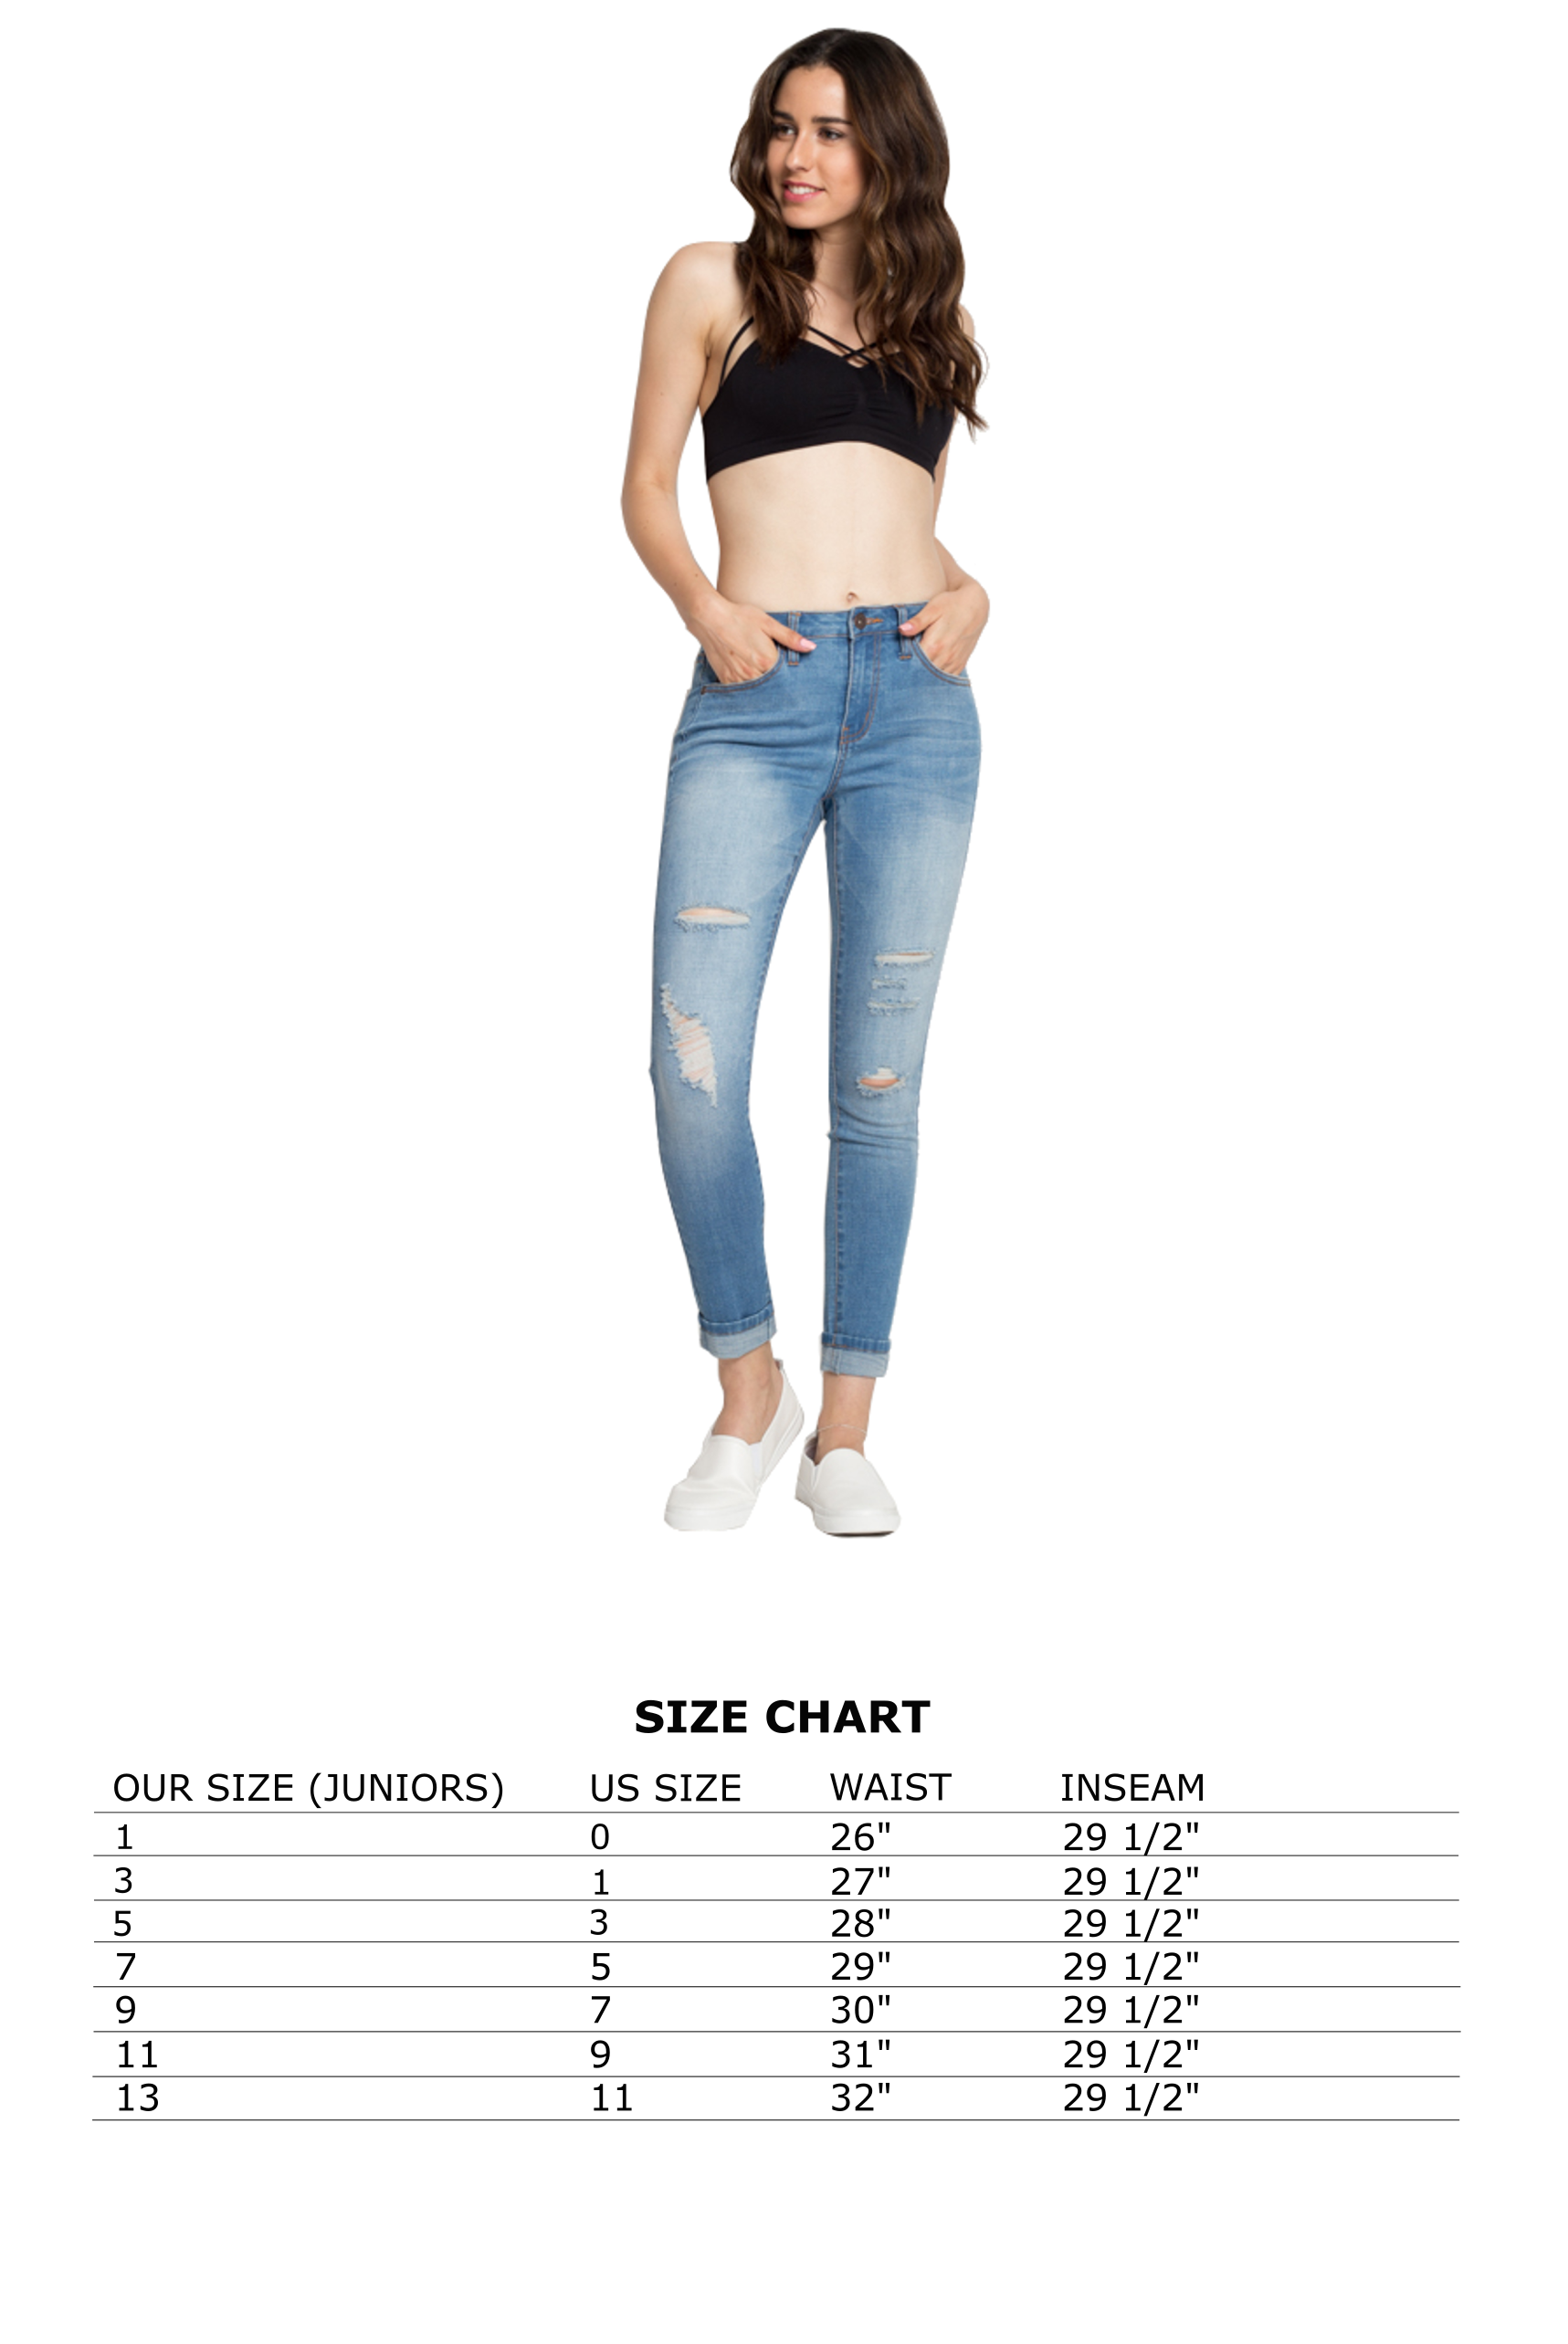 SIZE CHART
OUR SIZE (JUNIORS) US SIZE WAIST INSEAM
1 0 26" 29 1/2"
3 1 27" 29 1/2"
5 3 28" 29 1/2"
7 5 29" 29 1/2"
9 7 30" 29 1/2"
11 9 31" 29 1/2"
13 11 32" 29 1/2"